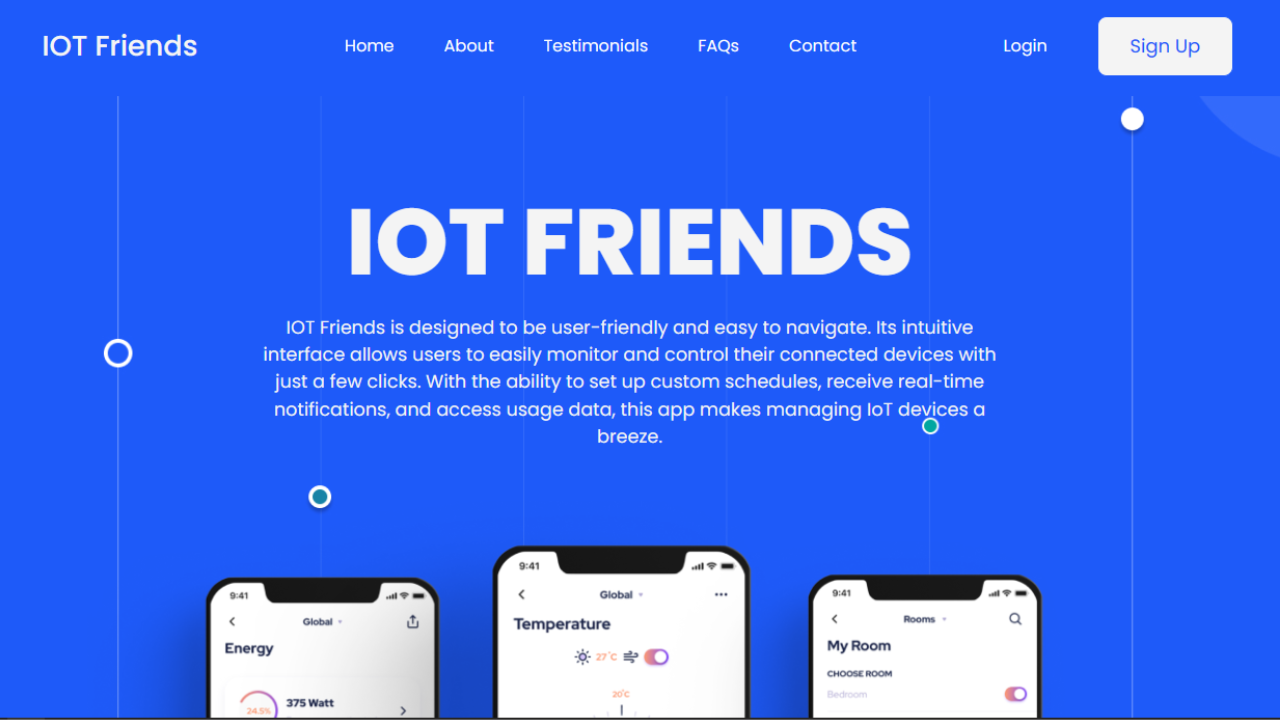 IOT Friends
Home About Testimonials FAQs Contact
Login
Sign Up
IOT FRIENDS
IOT Friends is designed to be user-friendly and easy to navigate. Its intuitive
interface allows users to easily monitor and control their connected devices with
just a few clicks. With the ability to set up custom schedules, receive real-time
notifications, and access usage data, this app makes managing IoT devices a
breeze.
9:41
Global
Energy
375 Watt
24.5%
9:41
Global
Temperature
27°C
20°C
9:41
Rooms
My Room
CHOOSE ROOM
Bedroom